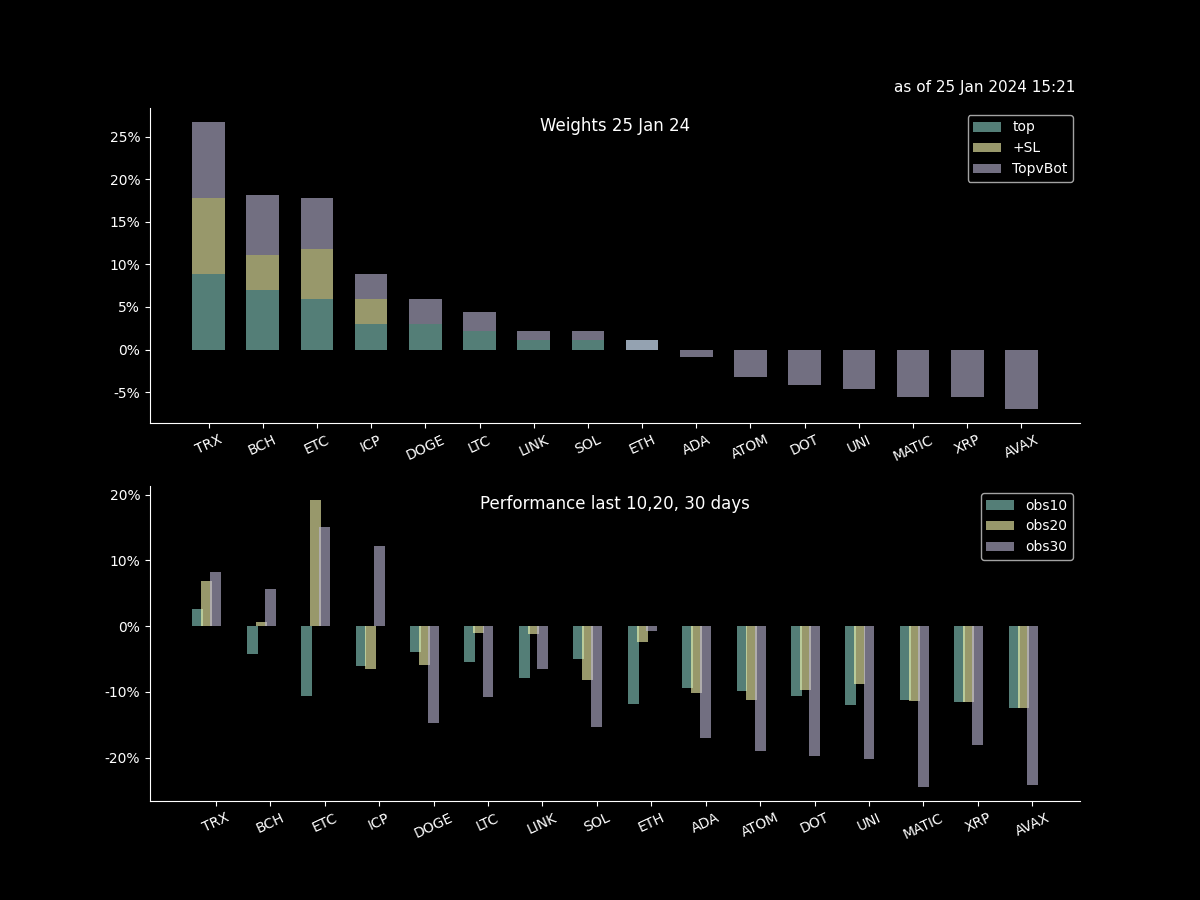 as of 25 Jan 2024 15:21
Weights 25 Jan 24
top
+SL
TopvBot
25%
20%
15%
10%
5%
0%
-5%
TRX BCH ETC ICP DOGE LTC LINK SOL ETH ADA ATOM DOT UNI MATIC XRP AVAX
Performance last 10,20, 30 days
obs10
obs20
obs30
20%
10%
0%
-10%
-20%
TRX BCH ETC ICP DOGE LTC LINK SOL ETH ADA ATOM DOT UNI MATIC XRP AVAX